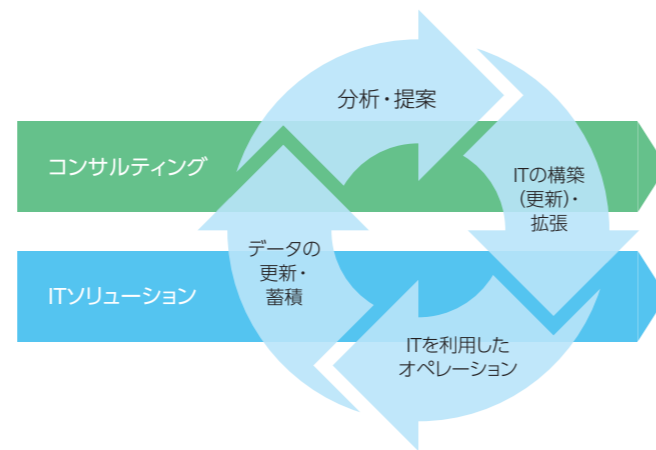 分析・提案
コンサルティング
ITの構築
(更新)・
拡張
データの
更新・
蓄積
ITソリューション
ITを利用した
オペレーション